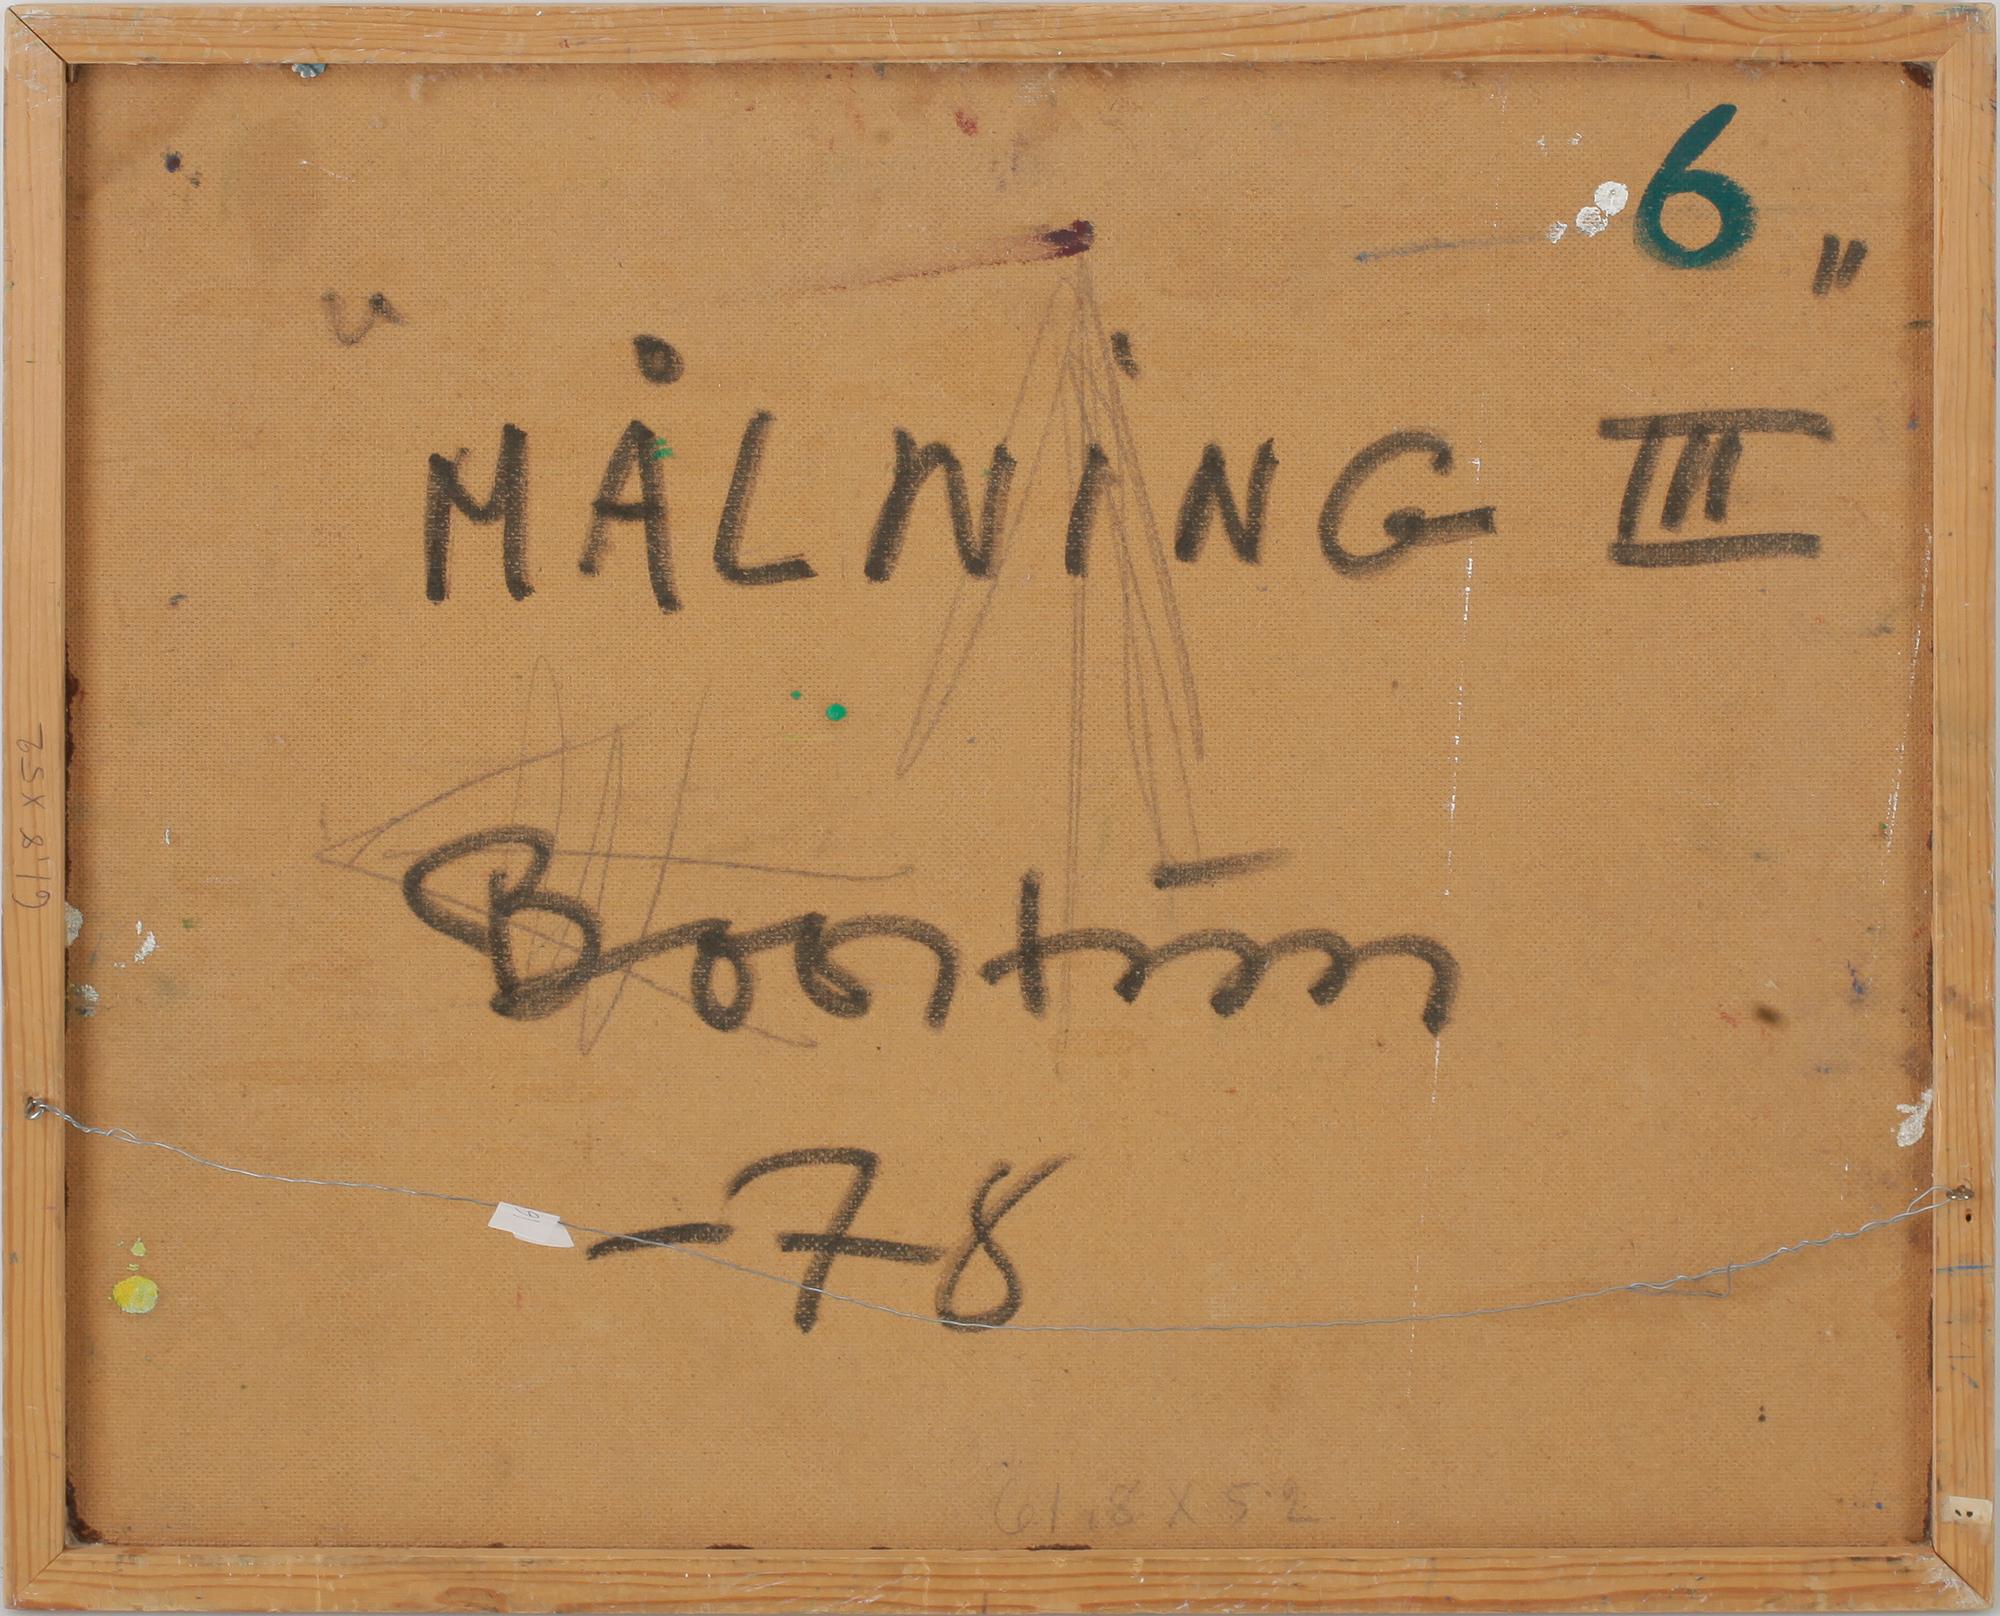 6
"MÅLNING III"
-78
61,8 X 52
61,8 X 52